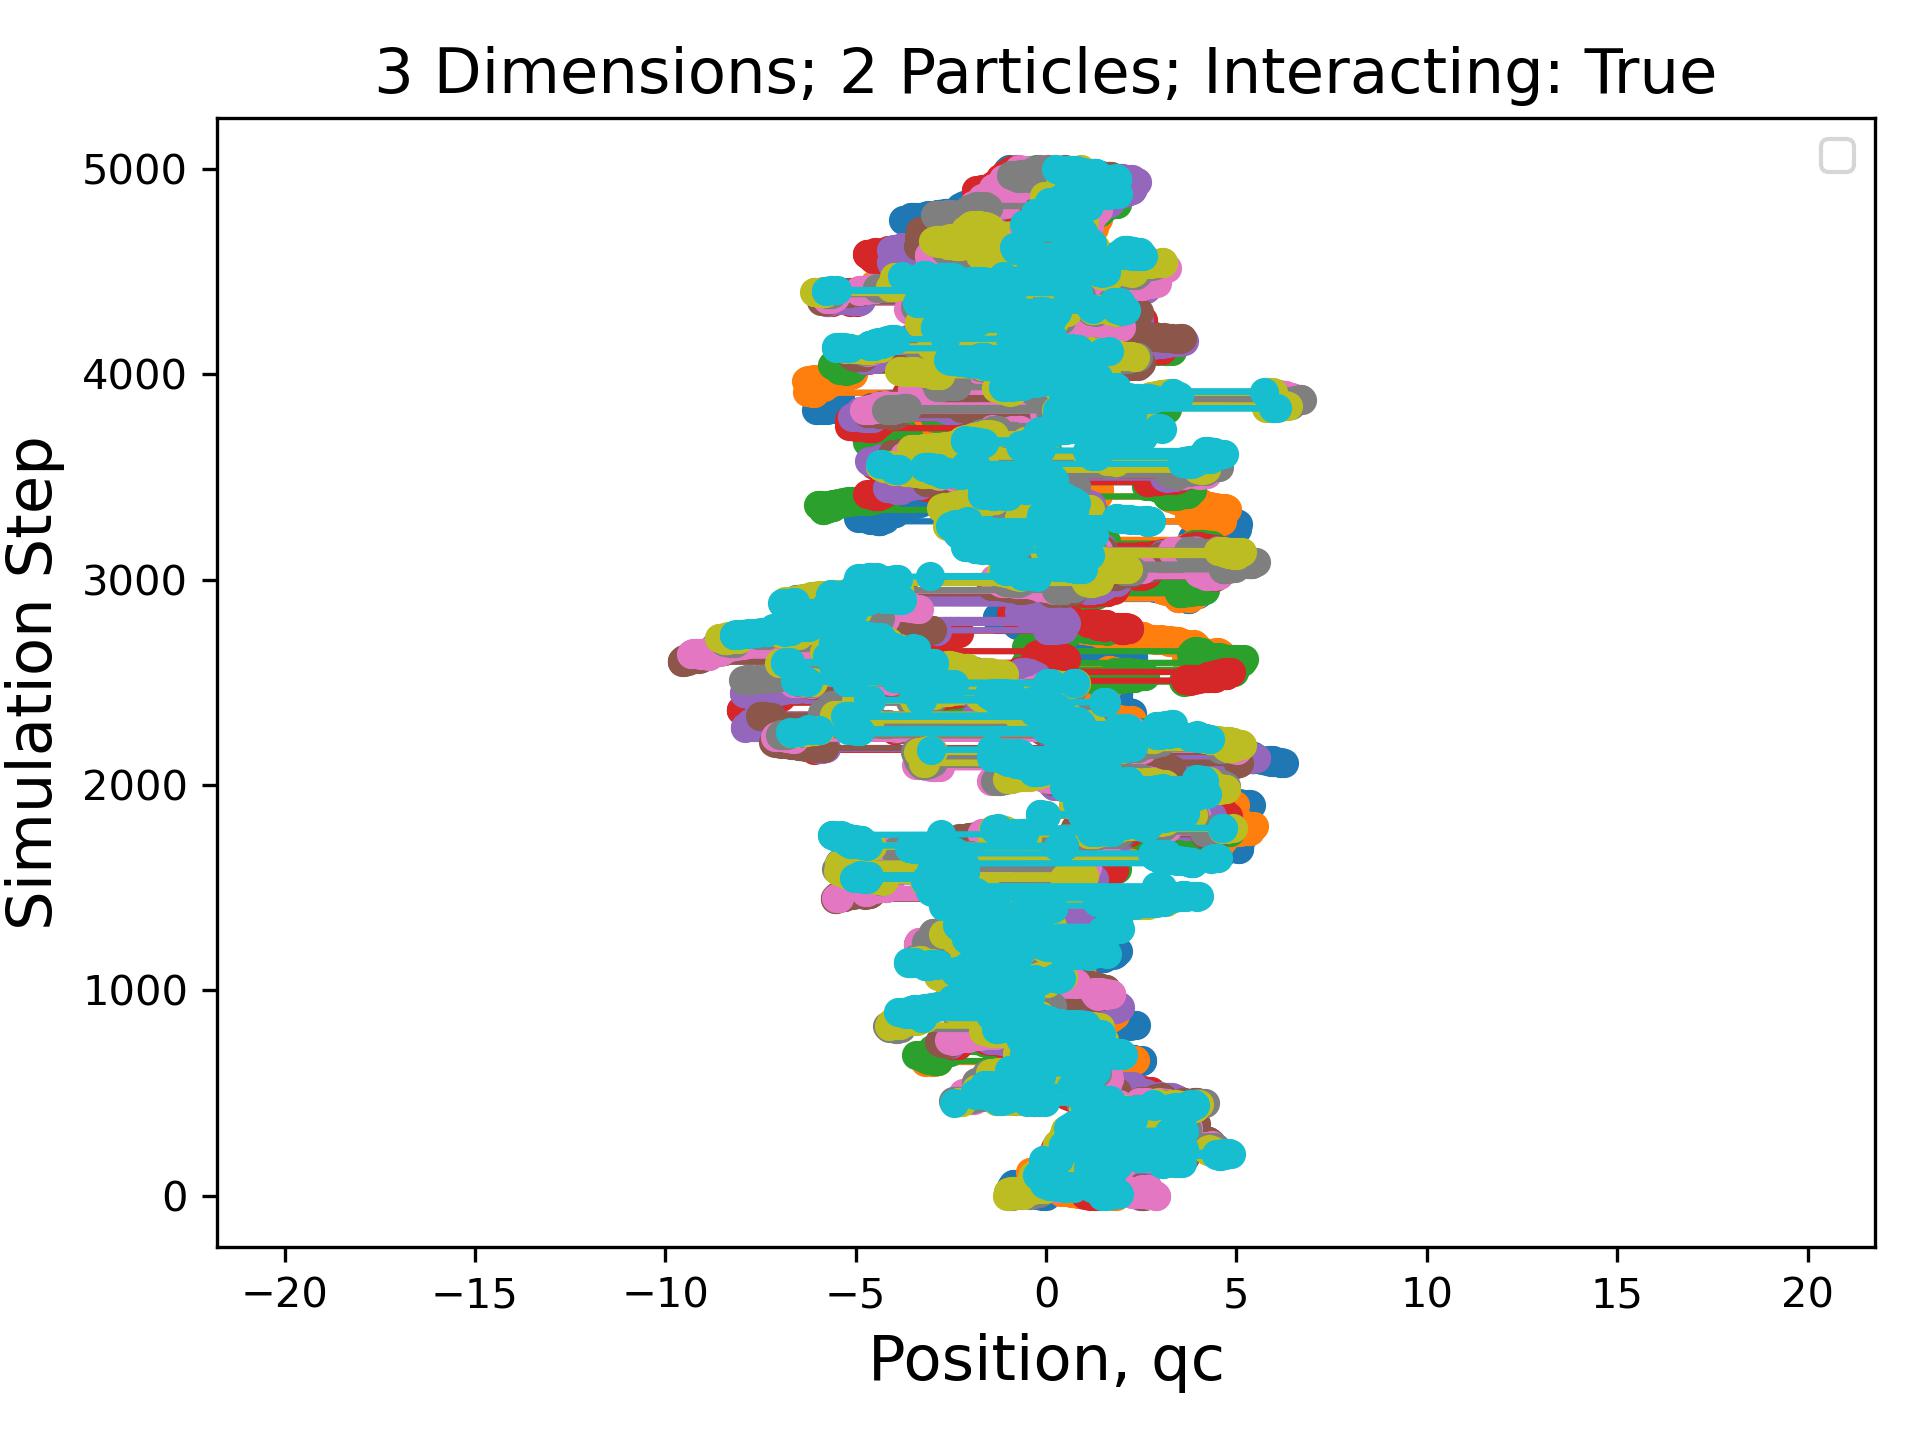 3 Dimensions; 2 Particles; Interacting: True
Simulation Step
5000
4000
3000
2000
1000
0
−20 −15 −10 −5 0 5 10 15 20
Position, qc